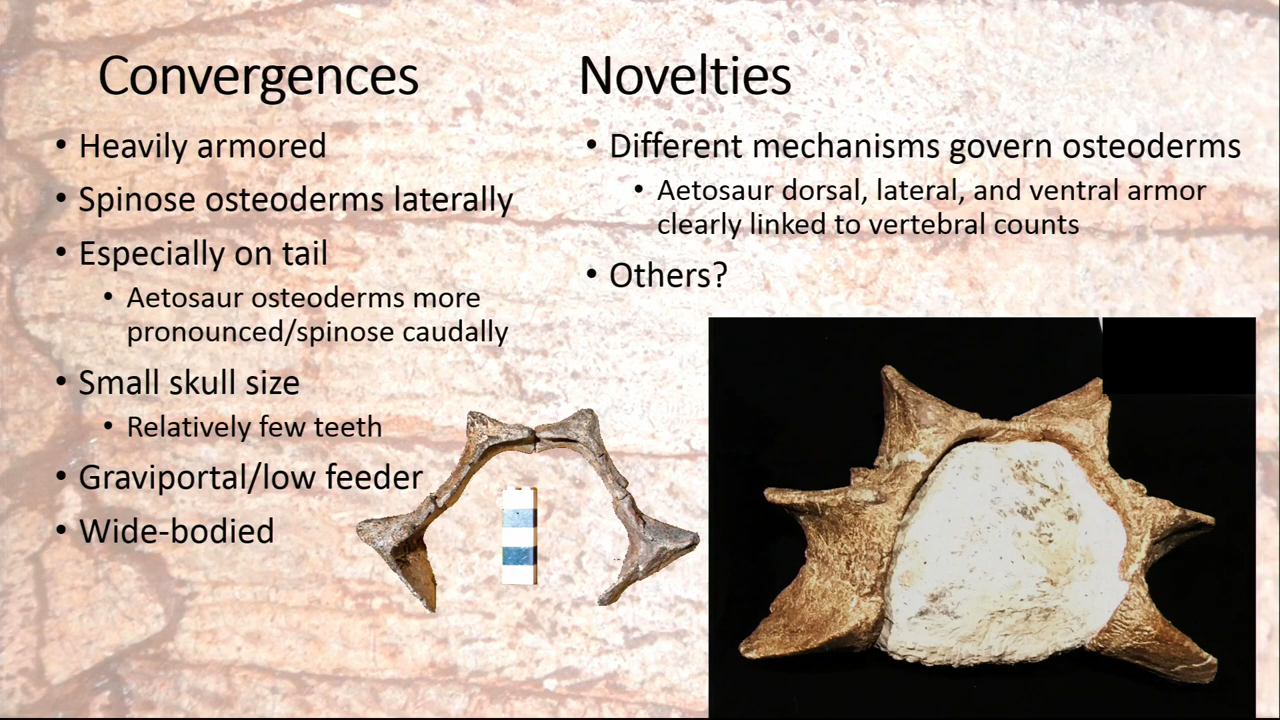 Convergences
• Heavily armored
• Spinose osteoderms laterally
• Especially on tail
• Aetosaur osteoderms more
pronounced/spinose caudally
• Small skull size
• Relatively few teeth
• Graviportal/low feeder
• Wide-bodied
Novelties
• Different mechanisms govern osteoderms
• Aetosaur dorsal, lateral, and ventral armor
clearly linked to vertebral counts
• Others?